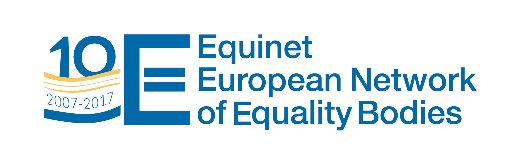 10
2007-2017
Equinet
European Network
of Equality Bodies